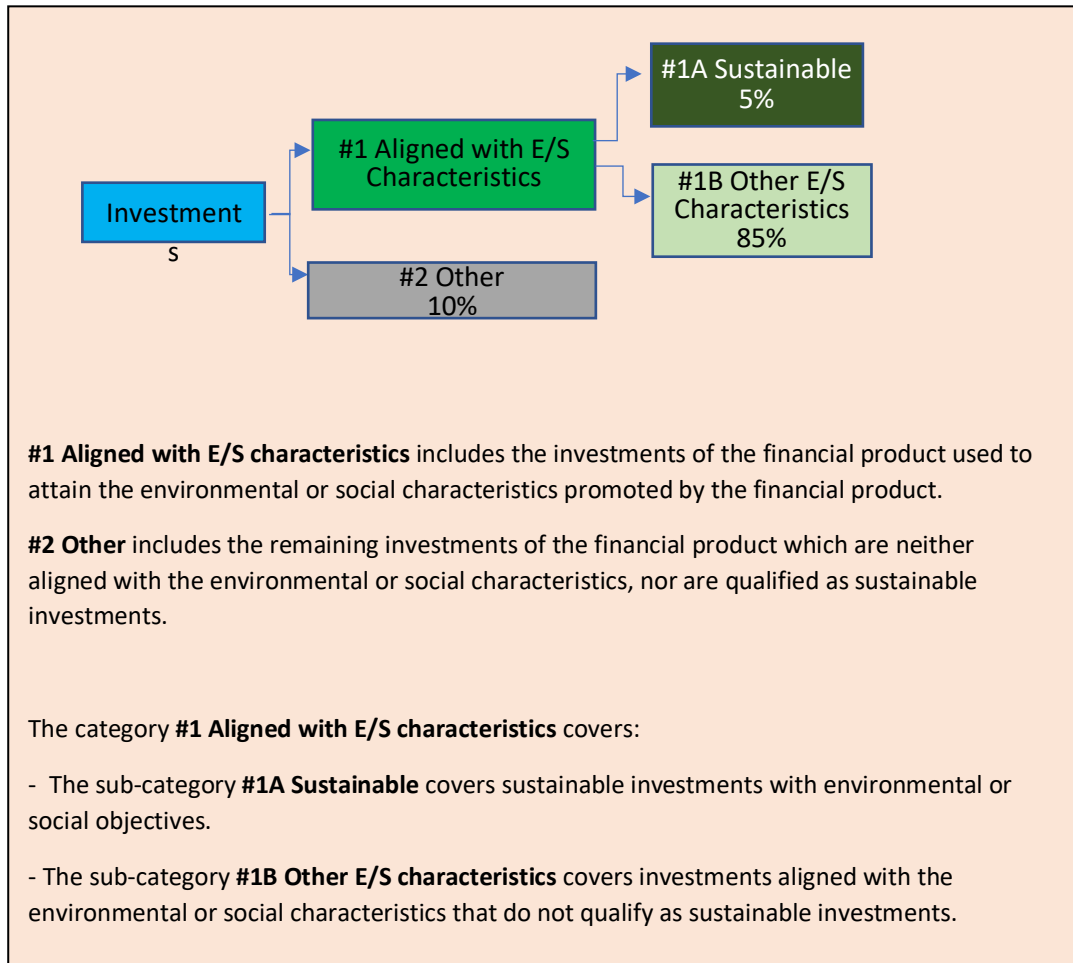 #1A Sustainable
5%
#1 Aligned with E/S
Characteristics
#1B Other E/S
Characteristics
85%
Investment
s
#2 Other
10%
#1 Aligned with E/S characteristics includes the investments of the financial product used to
attain the environmental or social characteristics promoted by the financial product.
#2 Other includes the remaining investments of the financial product which are neither
aligned with the environmental or social characteristics, nor are qualified as sustainable
investments.
The category #1 Aligned with E/S characteristics covers:
- The sub-category #1A Sustainable covers sustainable investments with environmental or
social objectives.
- The sub-category #1B Other E/S characteristics covers investments aligned with the
environmental or social characteristics that do not qualify as sustainable investments.